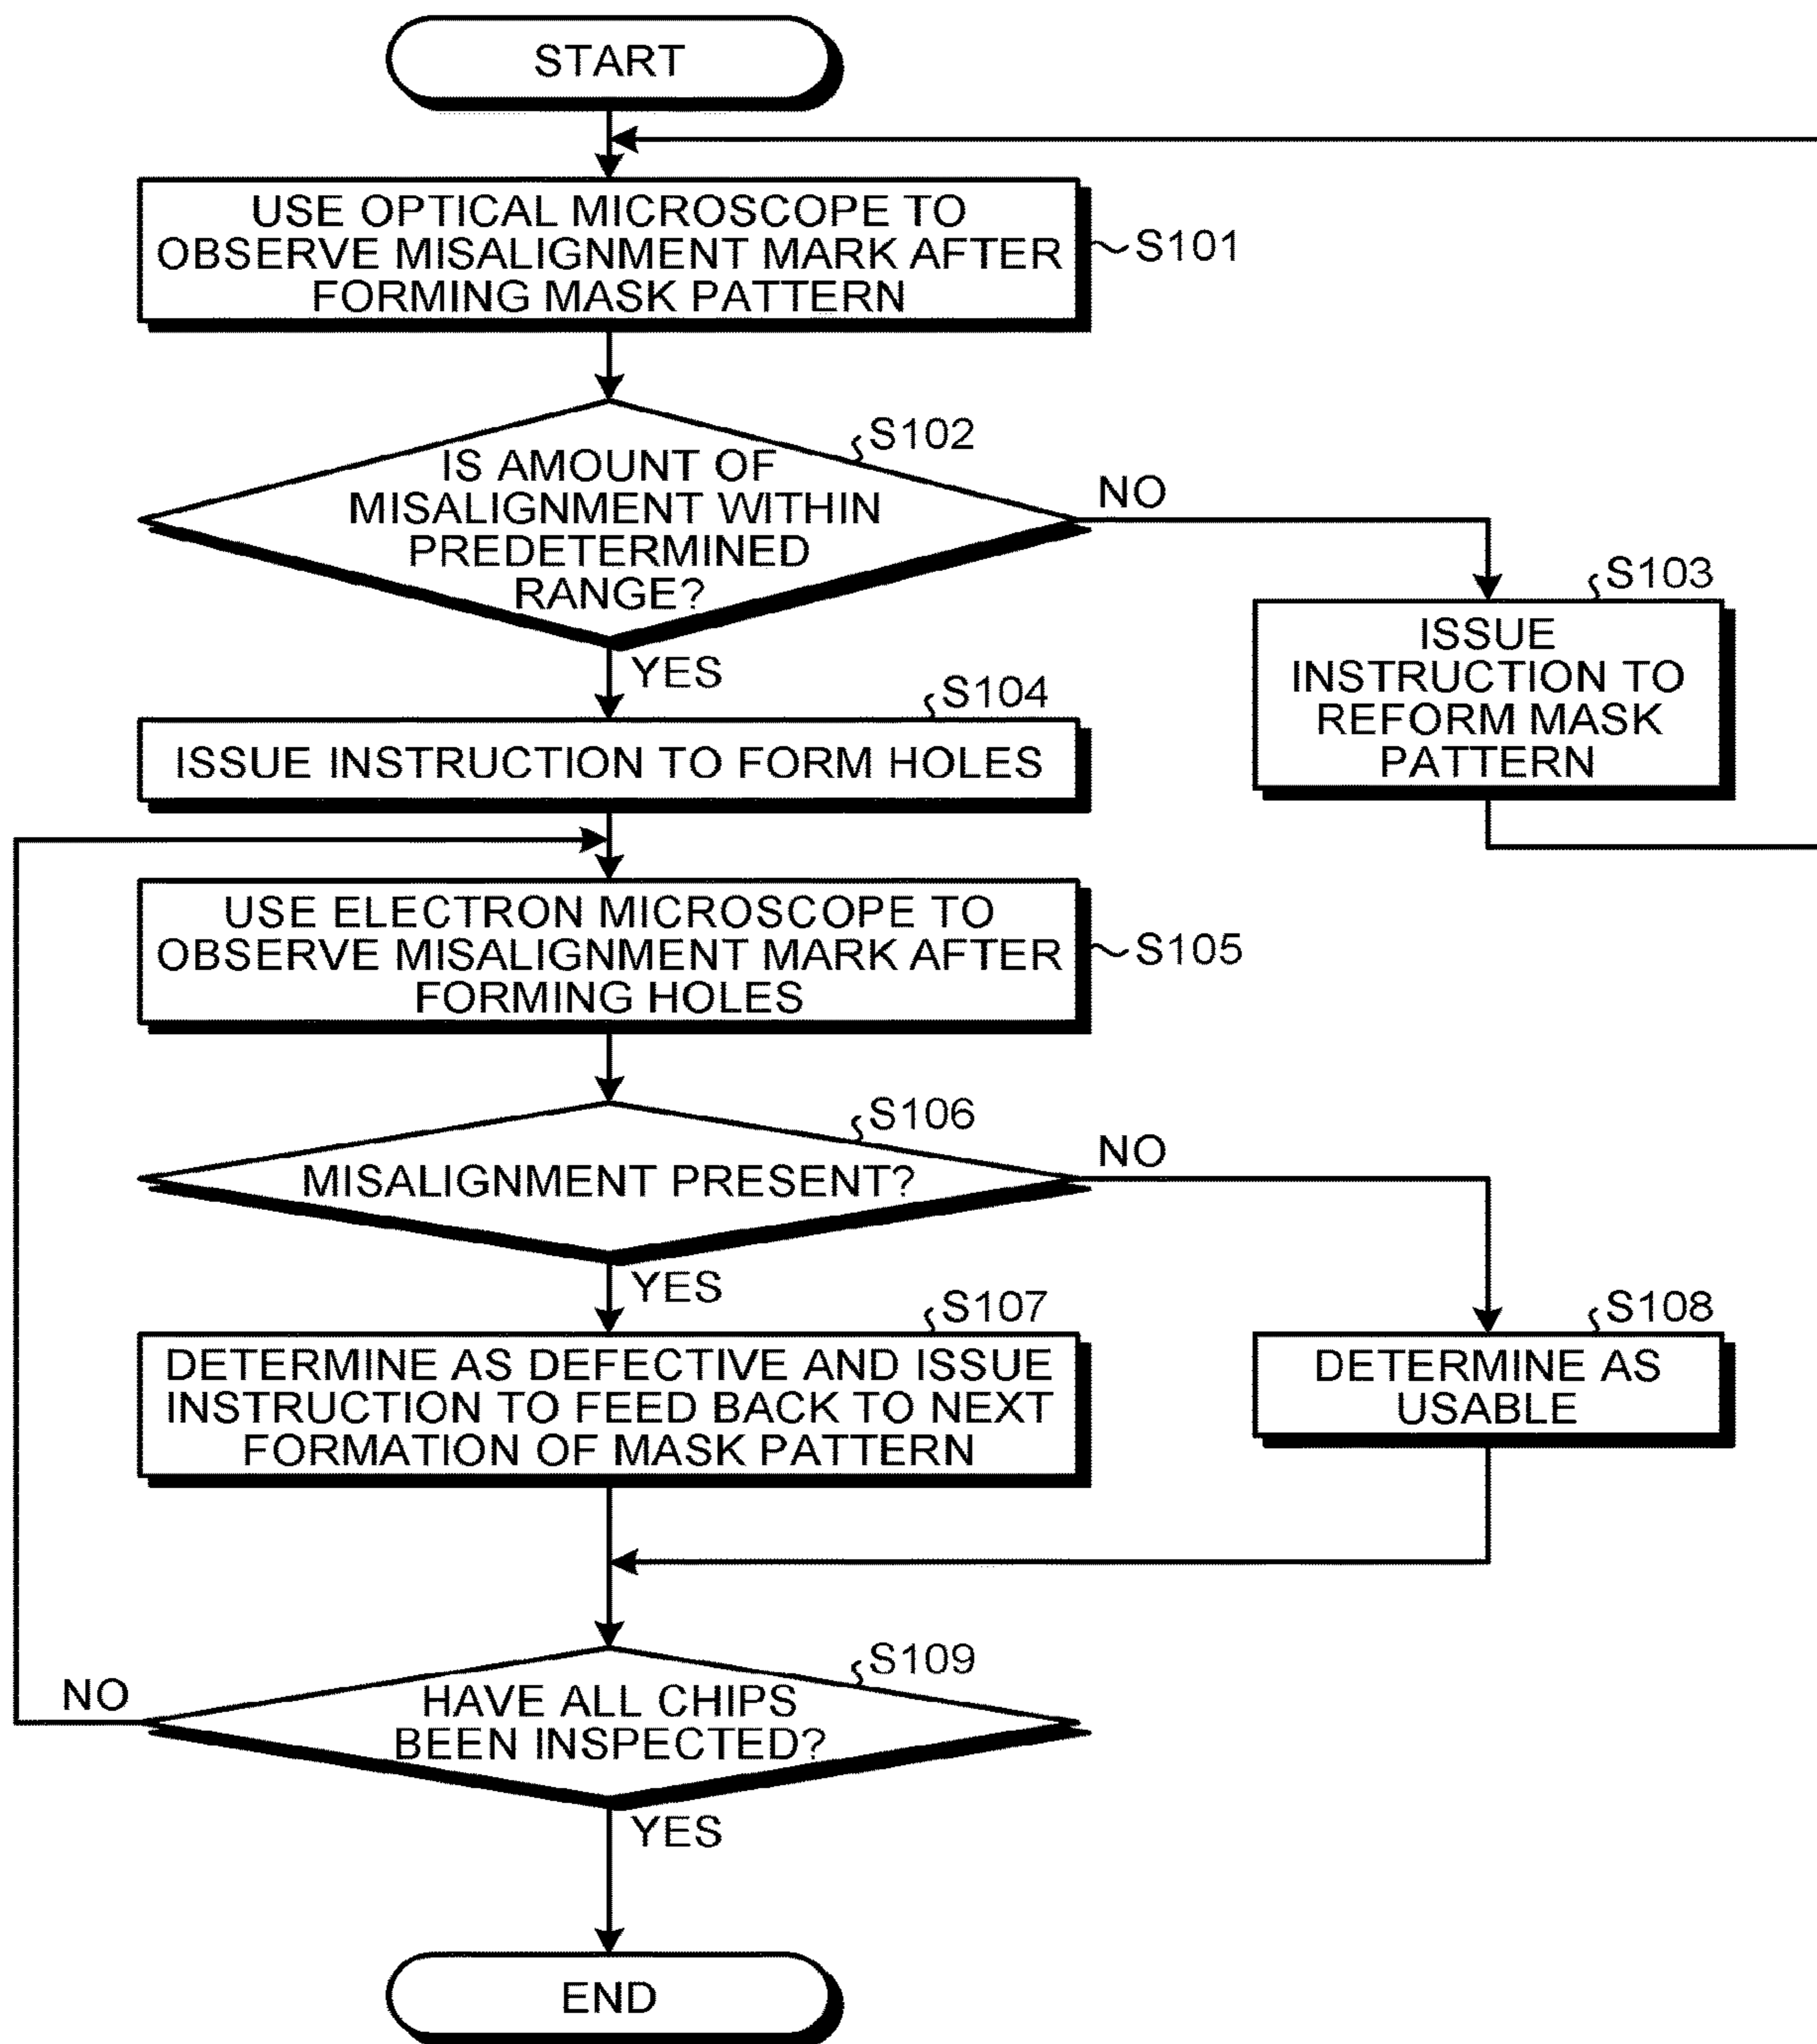 START
USE OPTICAL MICROSCOPE TO
OBSERVE MISALIGNMENT MARK AFTER
FORMING MASK PATTERN
S101
S102
IS AMOUNT OF
MISALIGNMENT WITHIN
PREDETERMINED
RANGE?
NO
YES
S103
ISSUE
INSTRUCTION TO
REFORM MASK
PATTERN
S104
ISSUE INSTRUCTION TO FORM HOLES
USE ELECTRON MICROSCOPE TO
OBSERVE MISALIGNMENT MARK AFTER
FORMING HOLES
S105
S106
MISALIGNMENT PRESENT?
NO
YES
S107
DETERMINE AS DEFECTIVE AND ISSUE
INSTRUCTION TO FEED BACK TO NEXT
FORMATION OF MASK PATTERN
S108
DETERMINE AS
USABLE
S109
HAVE ALL CHIPS
BEEN INSPECTED?
NO
YES
END